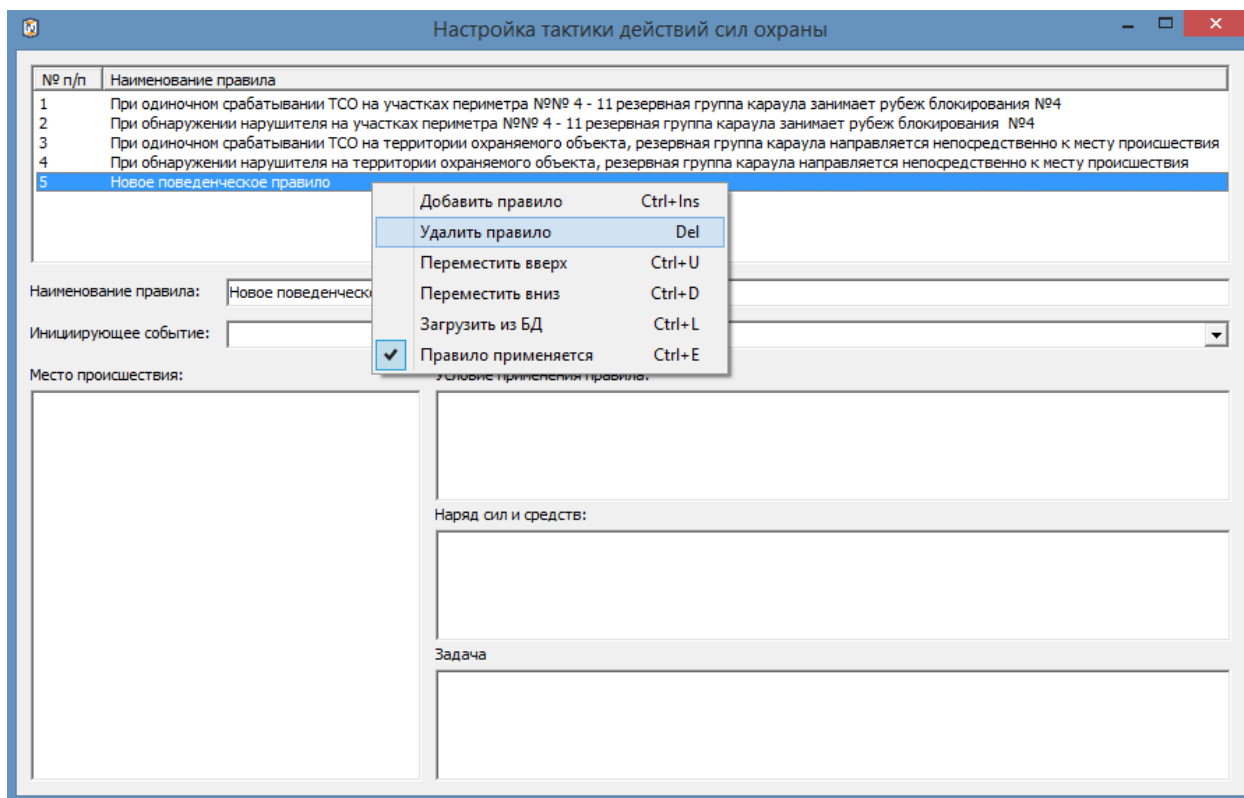 Настройка тактики действий сил охраны
№ п/п Наименование правила
1 При одиночном срабатывании ТСО на участках периметра №№ 4 - 11 резервная группа караула занимает рубеж блокирования №4
2 При обнаружении нарушителя на участках периметра №№ 4 - 11 резервная группа караула занимает рубеж блокирования №4
3 При одиночном срабатывании ТСО на территории охраняемого объекта, резервная группа караула направляется непосредственно к месту происшествия
4 При обнаружении нарушителя на территории охраняемого объекта, резервная группа караула направляется непосредственно к месту происшествия
5 Новое поведенческое правило
Добавить правило Ctrl+Ins
Удалить правило Del
Переместить вверх Ctrl+U
Переместить вниз Ctrl+D
Загрузить из БД Ctrl+L
Правило применяется Ctrl+E
Наименование правила: Новое поведенческ
Инициирующее событие:
Место происшествия:
Условие применения правила:
Наряд сил и средств:
Задача